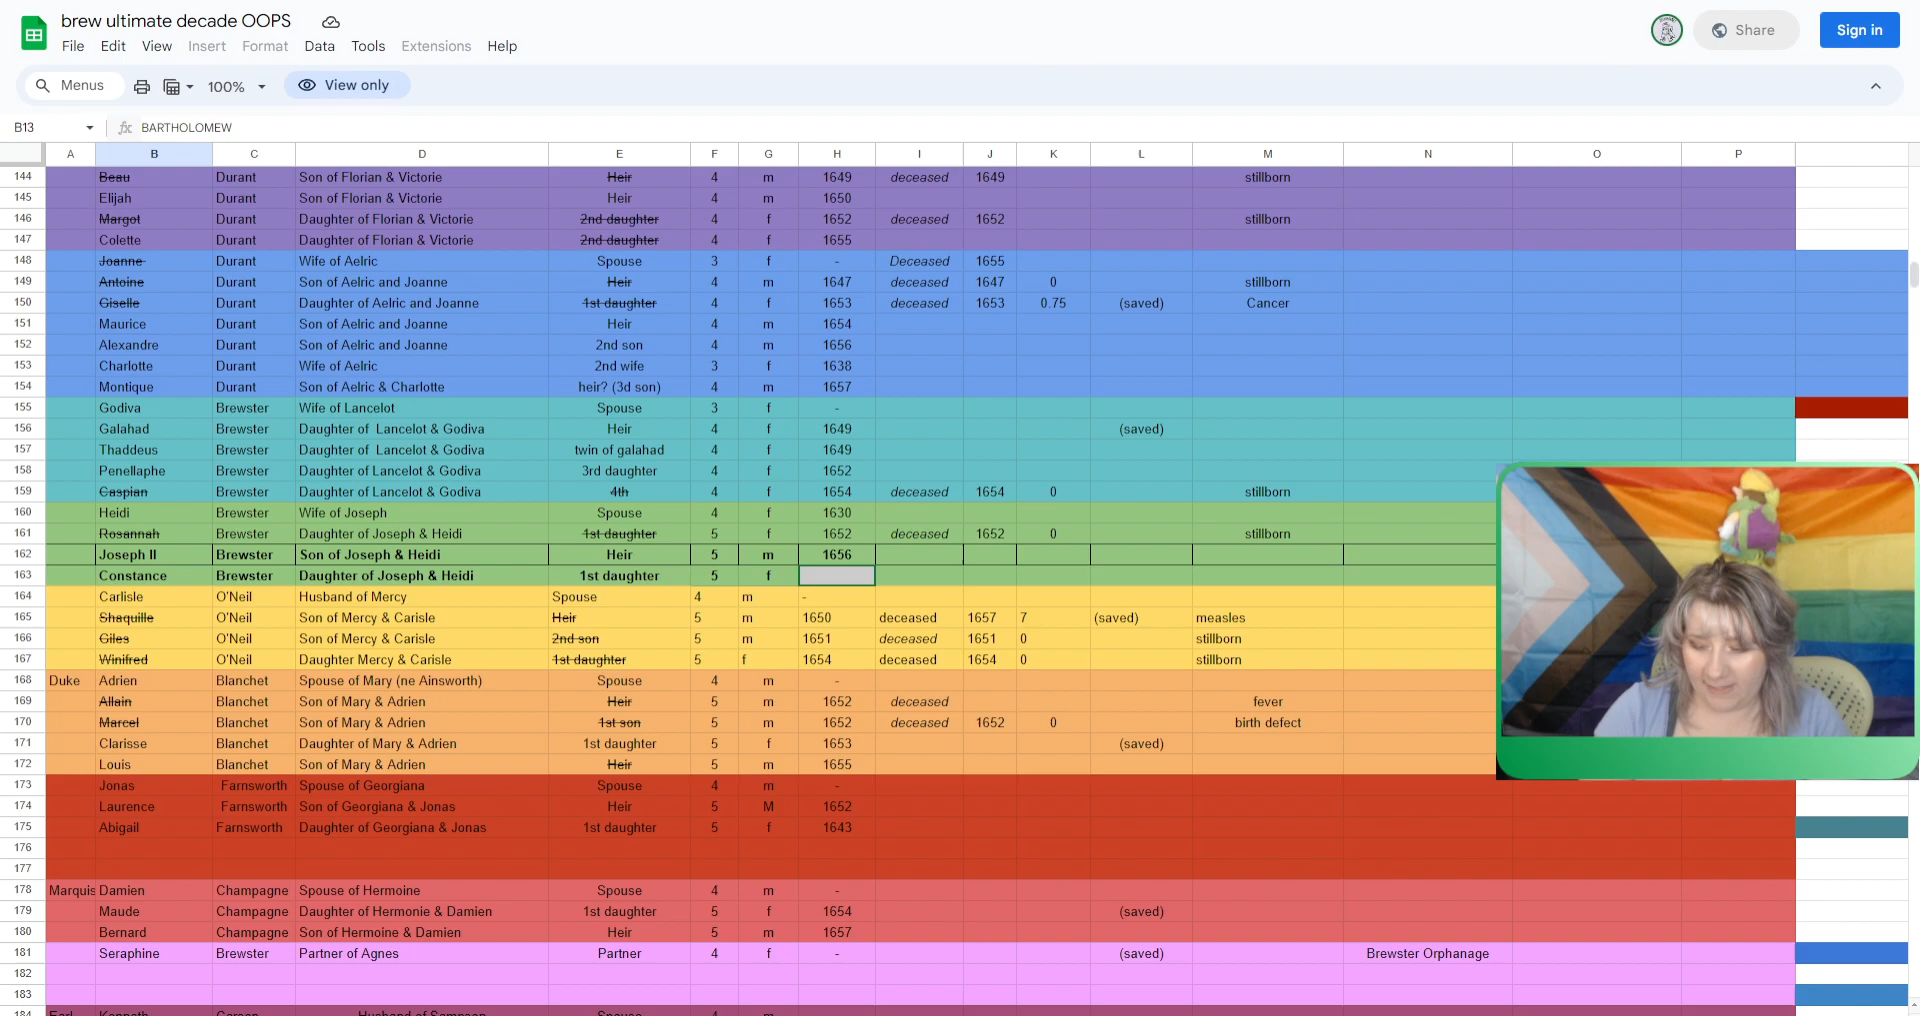 brew ultimate decade OOPS
File Edit View Insert Format Data Tools Extensions Help
Share
Sign in
Menus
100%
View only
B13
fx BARTHOLOMEW
A B C D E F G H I J K L M N O P
144 Beau Durant Son of Florian & Victorie Heir 4 m 1649 deceased 1649 stillborn
145 Elijah Durant Son of Florian & Victorie Heir 4 m 1650
146 Margot Durant Daughter of Florian & Victorie 2nd daughter 4 f 1652 deceased 1652 stillborn
147 Colette Durant Daughter of Florian & Victorie 2nd daughter 4 f 1655
148 Joanne Durant Wife of Aelric Spouse 3 f - Deceased 1655
149 Antoine Durant Son of Aelric and Joanne Heir 4 m 1647 deceased 1647 0 stillborn
150 Giselle Durant Daughter of Aelric and Joanne 1st daughter 4 f 1653 deceased 1653 0.75 (saved) Cancer
151 Maurice Durant Son of Aelric and Joanne Heir 4 m 1654
152 Alexandre Durant Son of Aelric and Joanne 2nd son 4 m 1656
153 Charlotte Durant Wife of Aelric 2nd wife 3 f 1638
154 Montique Durant Son of Aelric & Charlotte heir? (3d son) 4 m 1657
155 Godiva Brewster Wife of Lancelot Spouse 3 f -
156 Galahad Brewster Daughter of Lancelot & Godiva Heir 4 f 1649 (saved)
157 Thaddeus Brewster Daughter of Lancelot & Godiva twin of galahad 4 f 1649
158 Penellaphe Brewster Daughter of Lancelot & Godiva 3rd daughter 4 f 1652
159 Caspian Brewster Daughter of Lancelot & Godiva 4th 4 f 1654 deceased 1654 0 stillborn
160 Heidi Brewster Wife of Joseph Spouse 4 f 1630
161 Rosannah Brewster Daughter of Joseph & Heidi 1st daughter 5 f 1652 deceased 1652 0 stillborn
162 Joseph II Brewster Son of Joseph & Heidi Heir 5 m 1656
163 Constance Brewster Daughter of Joseph & Heidi 1st daughter 5 f
164 Carlisle O'Neil Husband of Mercy Spouse 4 m -
165 Shaquille O'Neil Son of Mercy & Carisle Heir 5 m 1650 deceased 1657 7 (saved) measles
166 Giles O'Neil Son of Mercy & Carisle 2nd son 5 m 1651 deceased 1651 0 stillborn
167 Winifred O'Neil Daughter Mercy & Carisle 1st daughter 5 f 1654 deceased 1654 0 stillborn
168 Duke Adrien Blanchet Spouse of Mary (ne Ainsworth) Spouse 4 m -
169 Allain Blanchet Son of Mary & Adrien Heir 5 m 1652 deceased fever
170 Marcel Blanchet Son of Mary & Adrien 1st son 5 m 1652 deceased 1652 0 birth defect
171 Clarisse Blanchet Daughter of Mary & Adrien 1st daughter 5 f 1653 (saved)
172 Louis Blanchet Son of Mary & Adrien Heir 5 m 1655
173 Jonas Farnsworth Spouse of Georgiana Spouse 4 m -
174 Laurence Farnsworth Son of Georgiana & Jonas Heir 5 M 1652
175 Abigail Farnsworth Daughter of Georgiana & Jonas 1st daughter 5 f 1643
176
177
178 Marquis Damien Champagne Spouse of Hermoine Spouse 4 m -
179 Maude Champagne Daughter of Hermonie & Damien 1st daughter 5 f 1654 (saved)
180 Bernard Champagne Son of Hermoine & Damien Heir 5 m 1657
181 Seraphine Brewster Partner of Agnes Partner 4 f - (saved) Brewster Orphanage
182
183